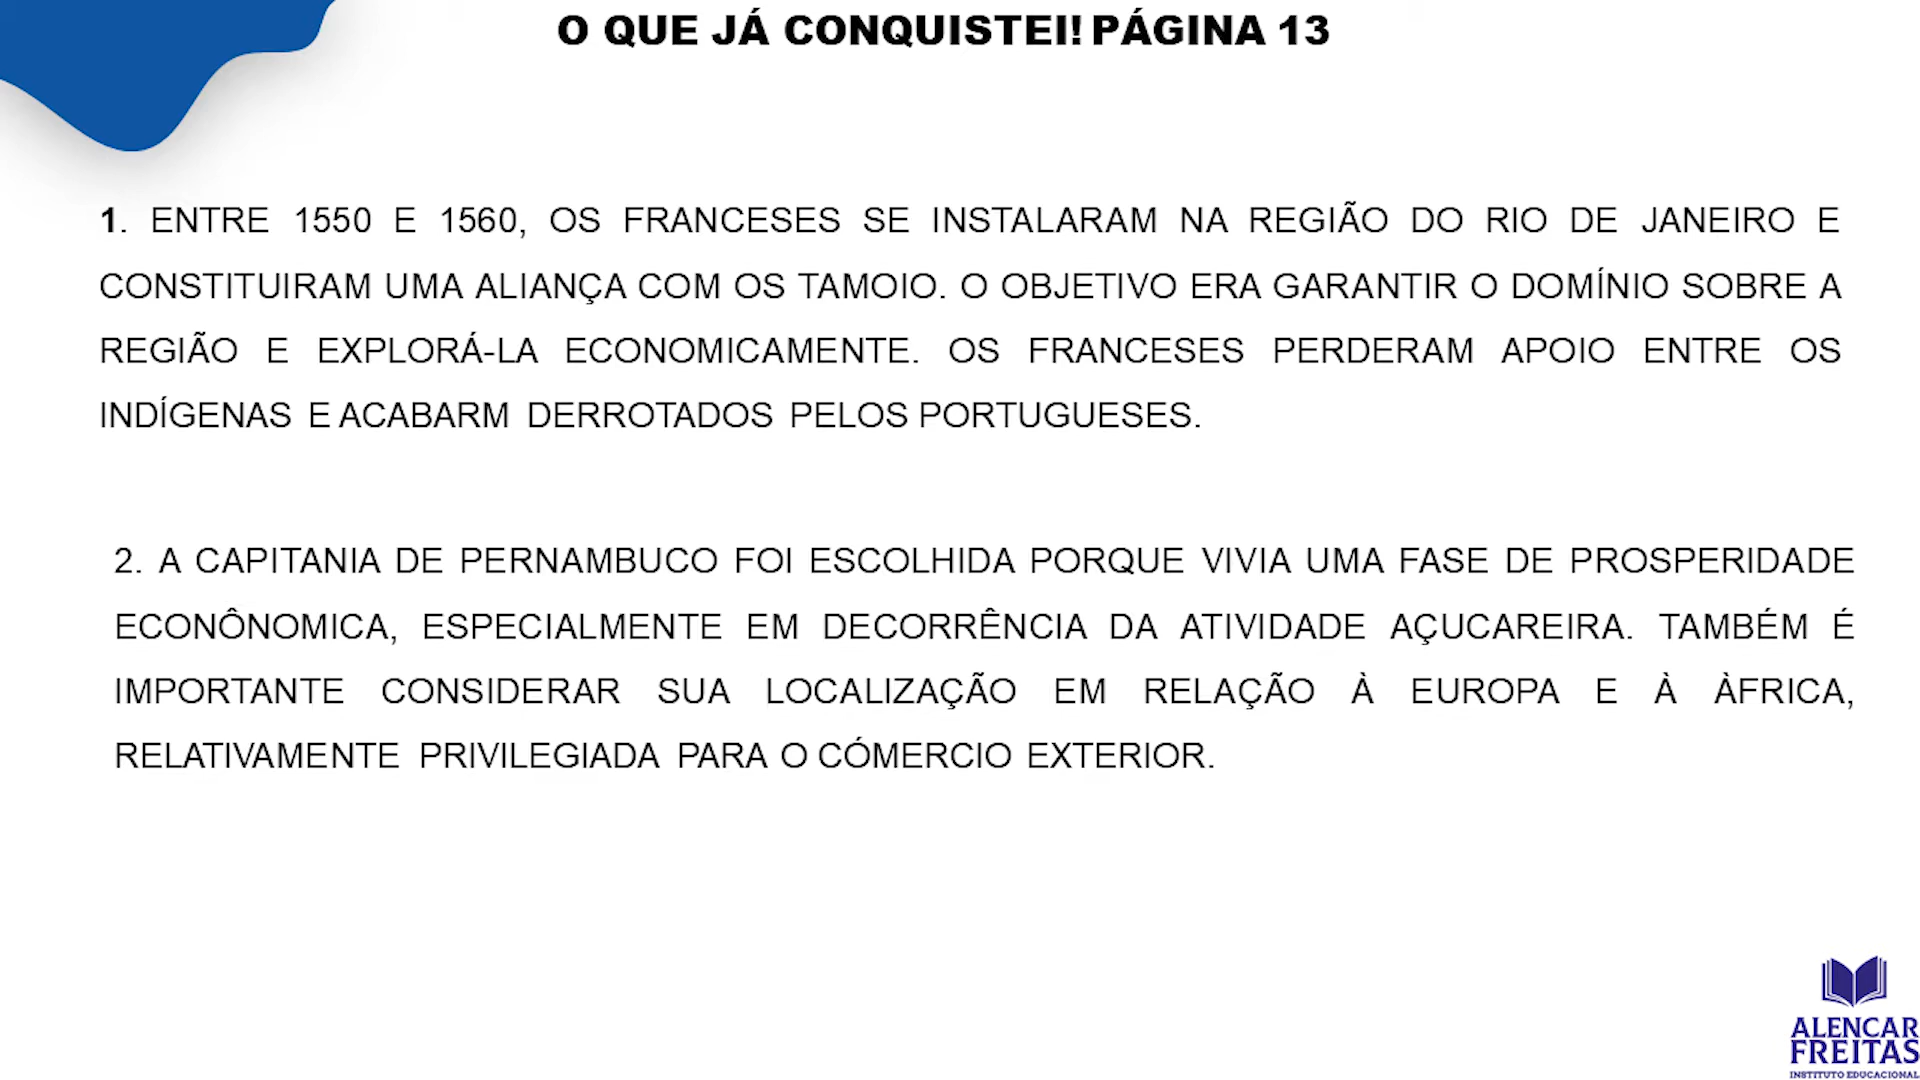 O QUE JÁ CONQUISTEI! PÁGINA 13
1. ENTRE 1550 E 1560, OS FRANCESES SE INSTALARAM NA REGIÃO DO RIO DE JANEIRO E
CONSTITUIRAM UMA ALIANÇA COM OS TAMOIO. O OBJETIVO ERA GARANTIR O DOMÍNIO SOBRE A
REGIÃO E EXPLORÁ-LA ECONOMICAMENTE. OS FRANCESES PERDERAM APOIO ENTRE OS
INDÍGENAS E ACABARM DERROTADOS PELOS PORTUGUESES.
2. A CAPITANIA DE PERNAMBUCO FOI ESCOLHIDA PORQUE VIVIA UMA FASE DE PROSPERIDADE
ECONÔNOMICA, ESPECIALMENTE EM DECORRÊNCIA DA ATIVIDADE AÇUCAREIRA. TAMBÉM É
IMPORTANTE CONSIDERAR SUA LOCALIZAÇÃO EM RELAÇÃO À EUROPA E À ÀFRICA,
RELATIVAMENTE PRIVILEGIADA PARA O CÓMERCIO EXTERIOR.
ALENCAR
FREITAS
INSTITUTO EDUCACIONAL